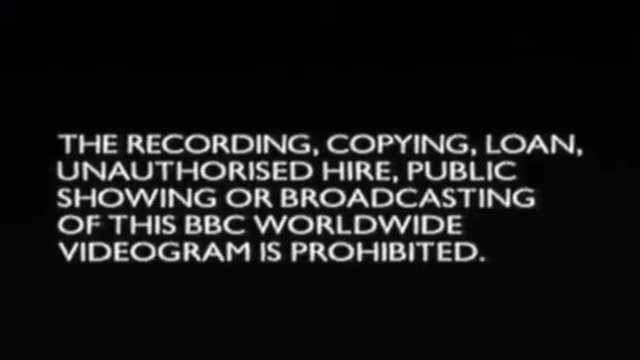 THE RECORDING, COPYING, LOAN,
UNAUTHORISED HIRE, PUBLIC
SHOWING OR BROADCASTING
OF THIS BBC WORLDWIDE
VIDEOGRAM IS PROHIBITED.